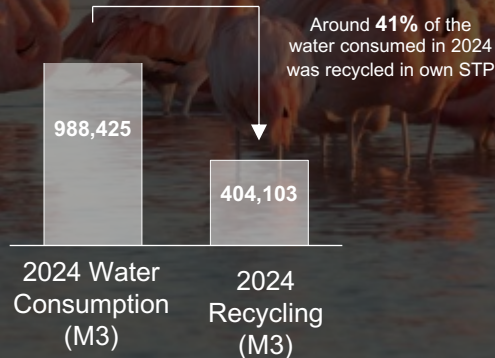 Around 41% of the
water consumed in 2024
was recycled in own STP
988,425
404,103
2024 Water
Consumption
(M3)
2024
Recycling
(M3)